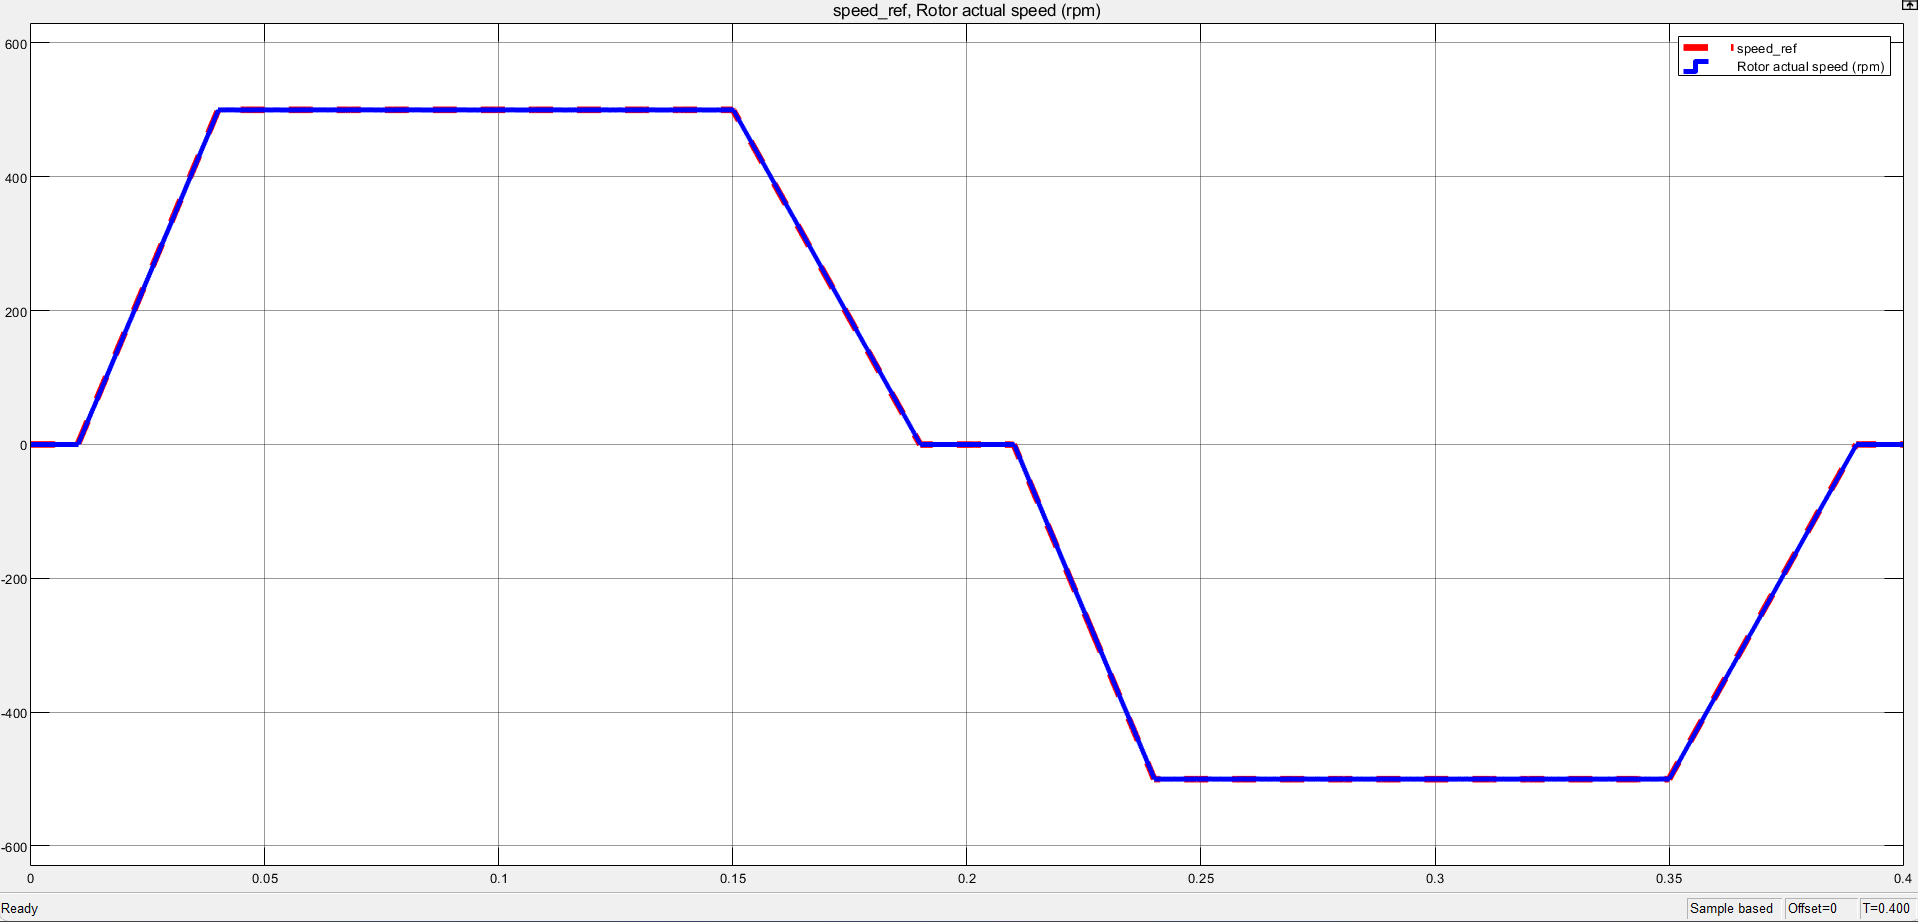 speed_ref, Rotor actual speed (rpm)
speed_ref
Rotor actual speed (rpm)
600
400
200
0
-200
-400
-600
0 0.05 0.1 0.15 0.2 0.25 0.3 0.35 0.4
Ready Sample based Offset=0 T=0.400